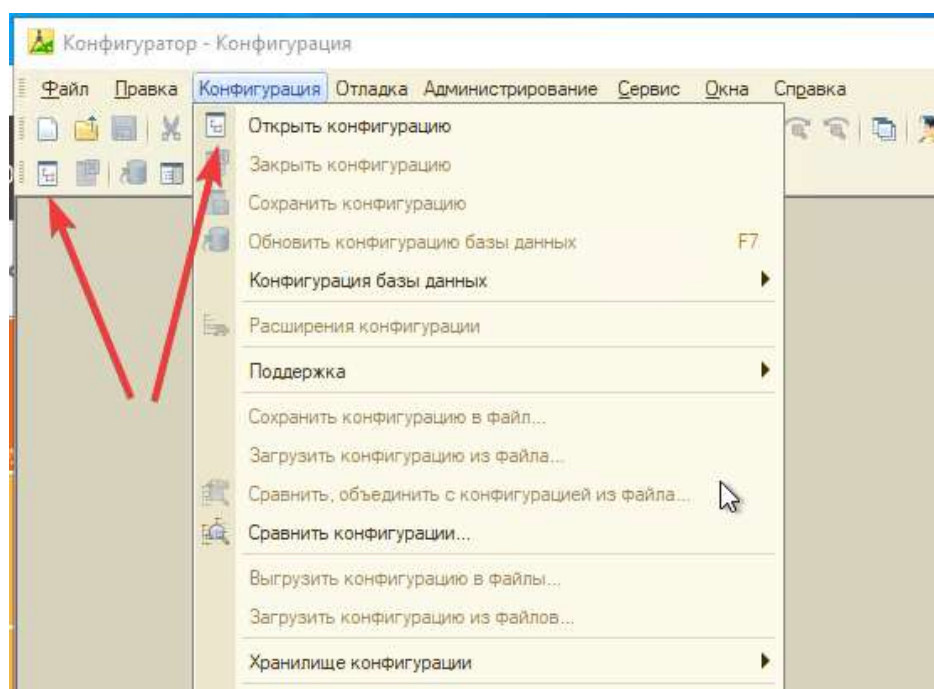 Конфигуратор - Конфигурация
Файл Правка Конфигурация Отладка Администрирование Сервис Окна Справка
Открыть конфигурацию
Закрыть конфигурацию
Сохранить конфигурацию
Обновить конфигурацию базы данных F7
Конфигурация базы данных
Расширения конфигурации
Поддержка
Сохранить конфигурацию в файл...
Загрузить конфигурацию из файла...
Сравнить, объединить с конфигурацией из файла...
Сравнить конфигурации...
Выгрузить конфигурацию в файлы...
Загрузить конфигурацию из файлов...
Хранилище конфигурации